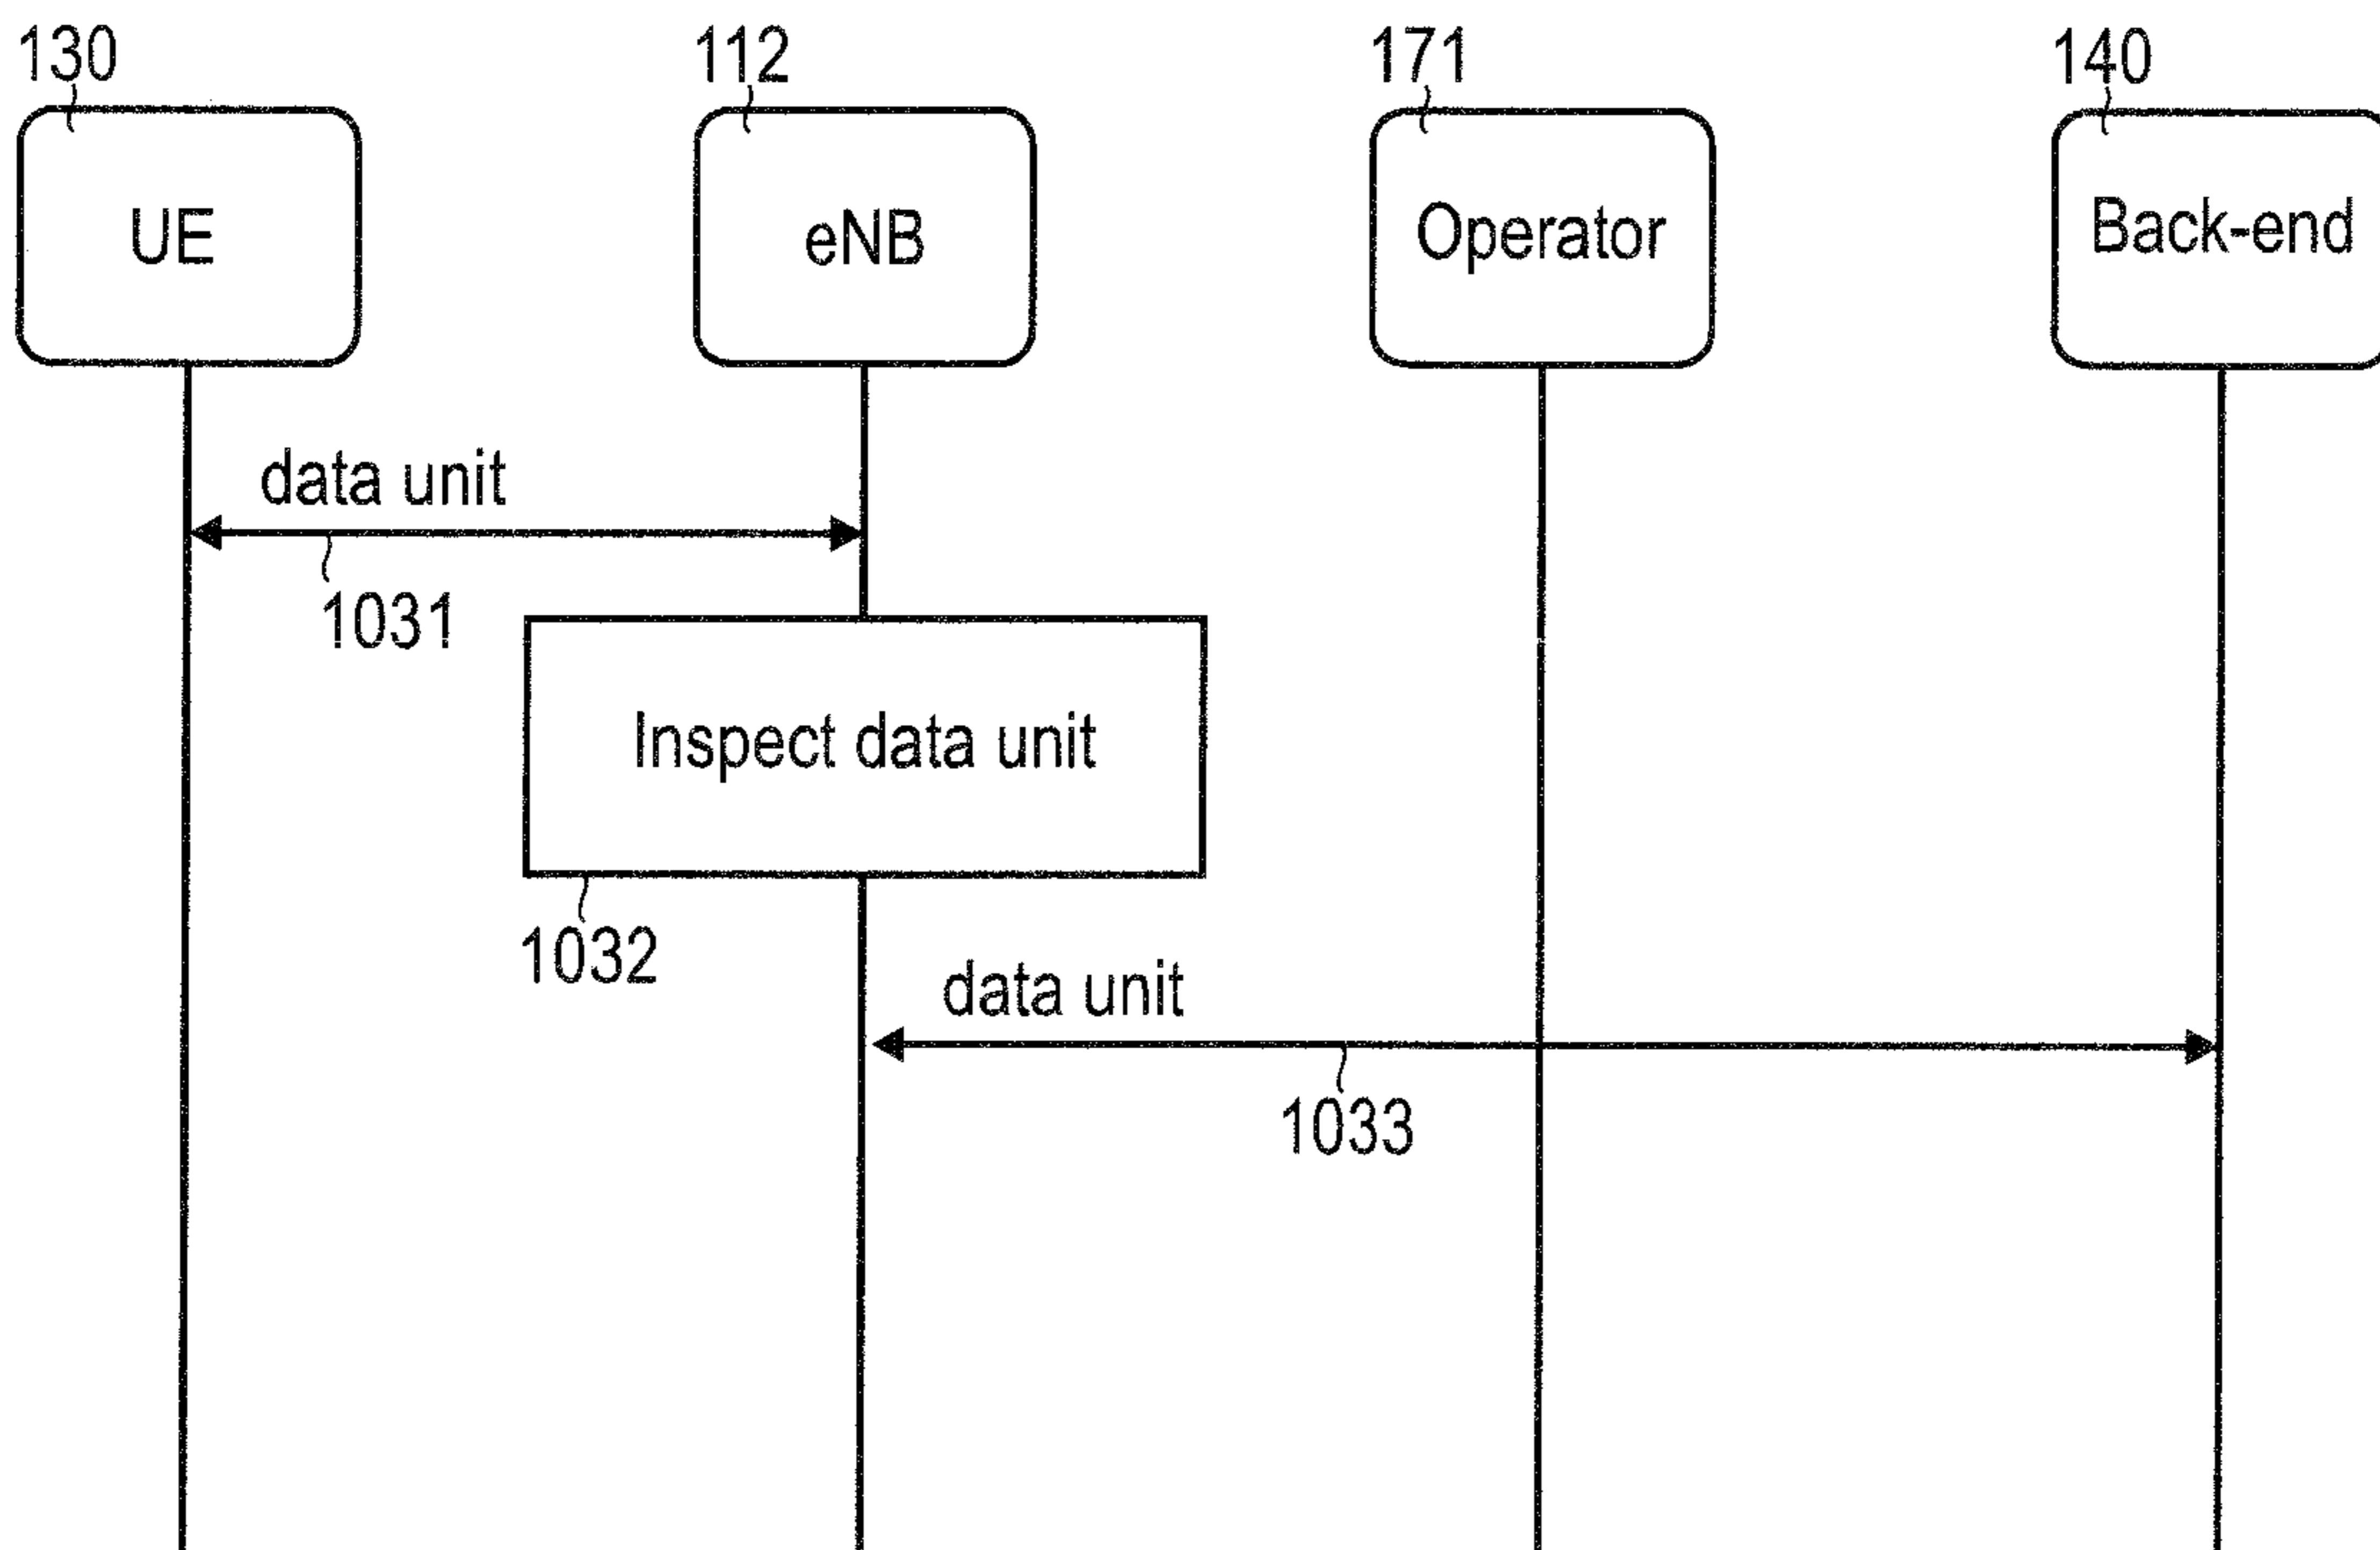 130
112
171
140
UE
eNB
Operator
Back-end
data unit
1031
Inspect data unit
1032
data unit
1033